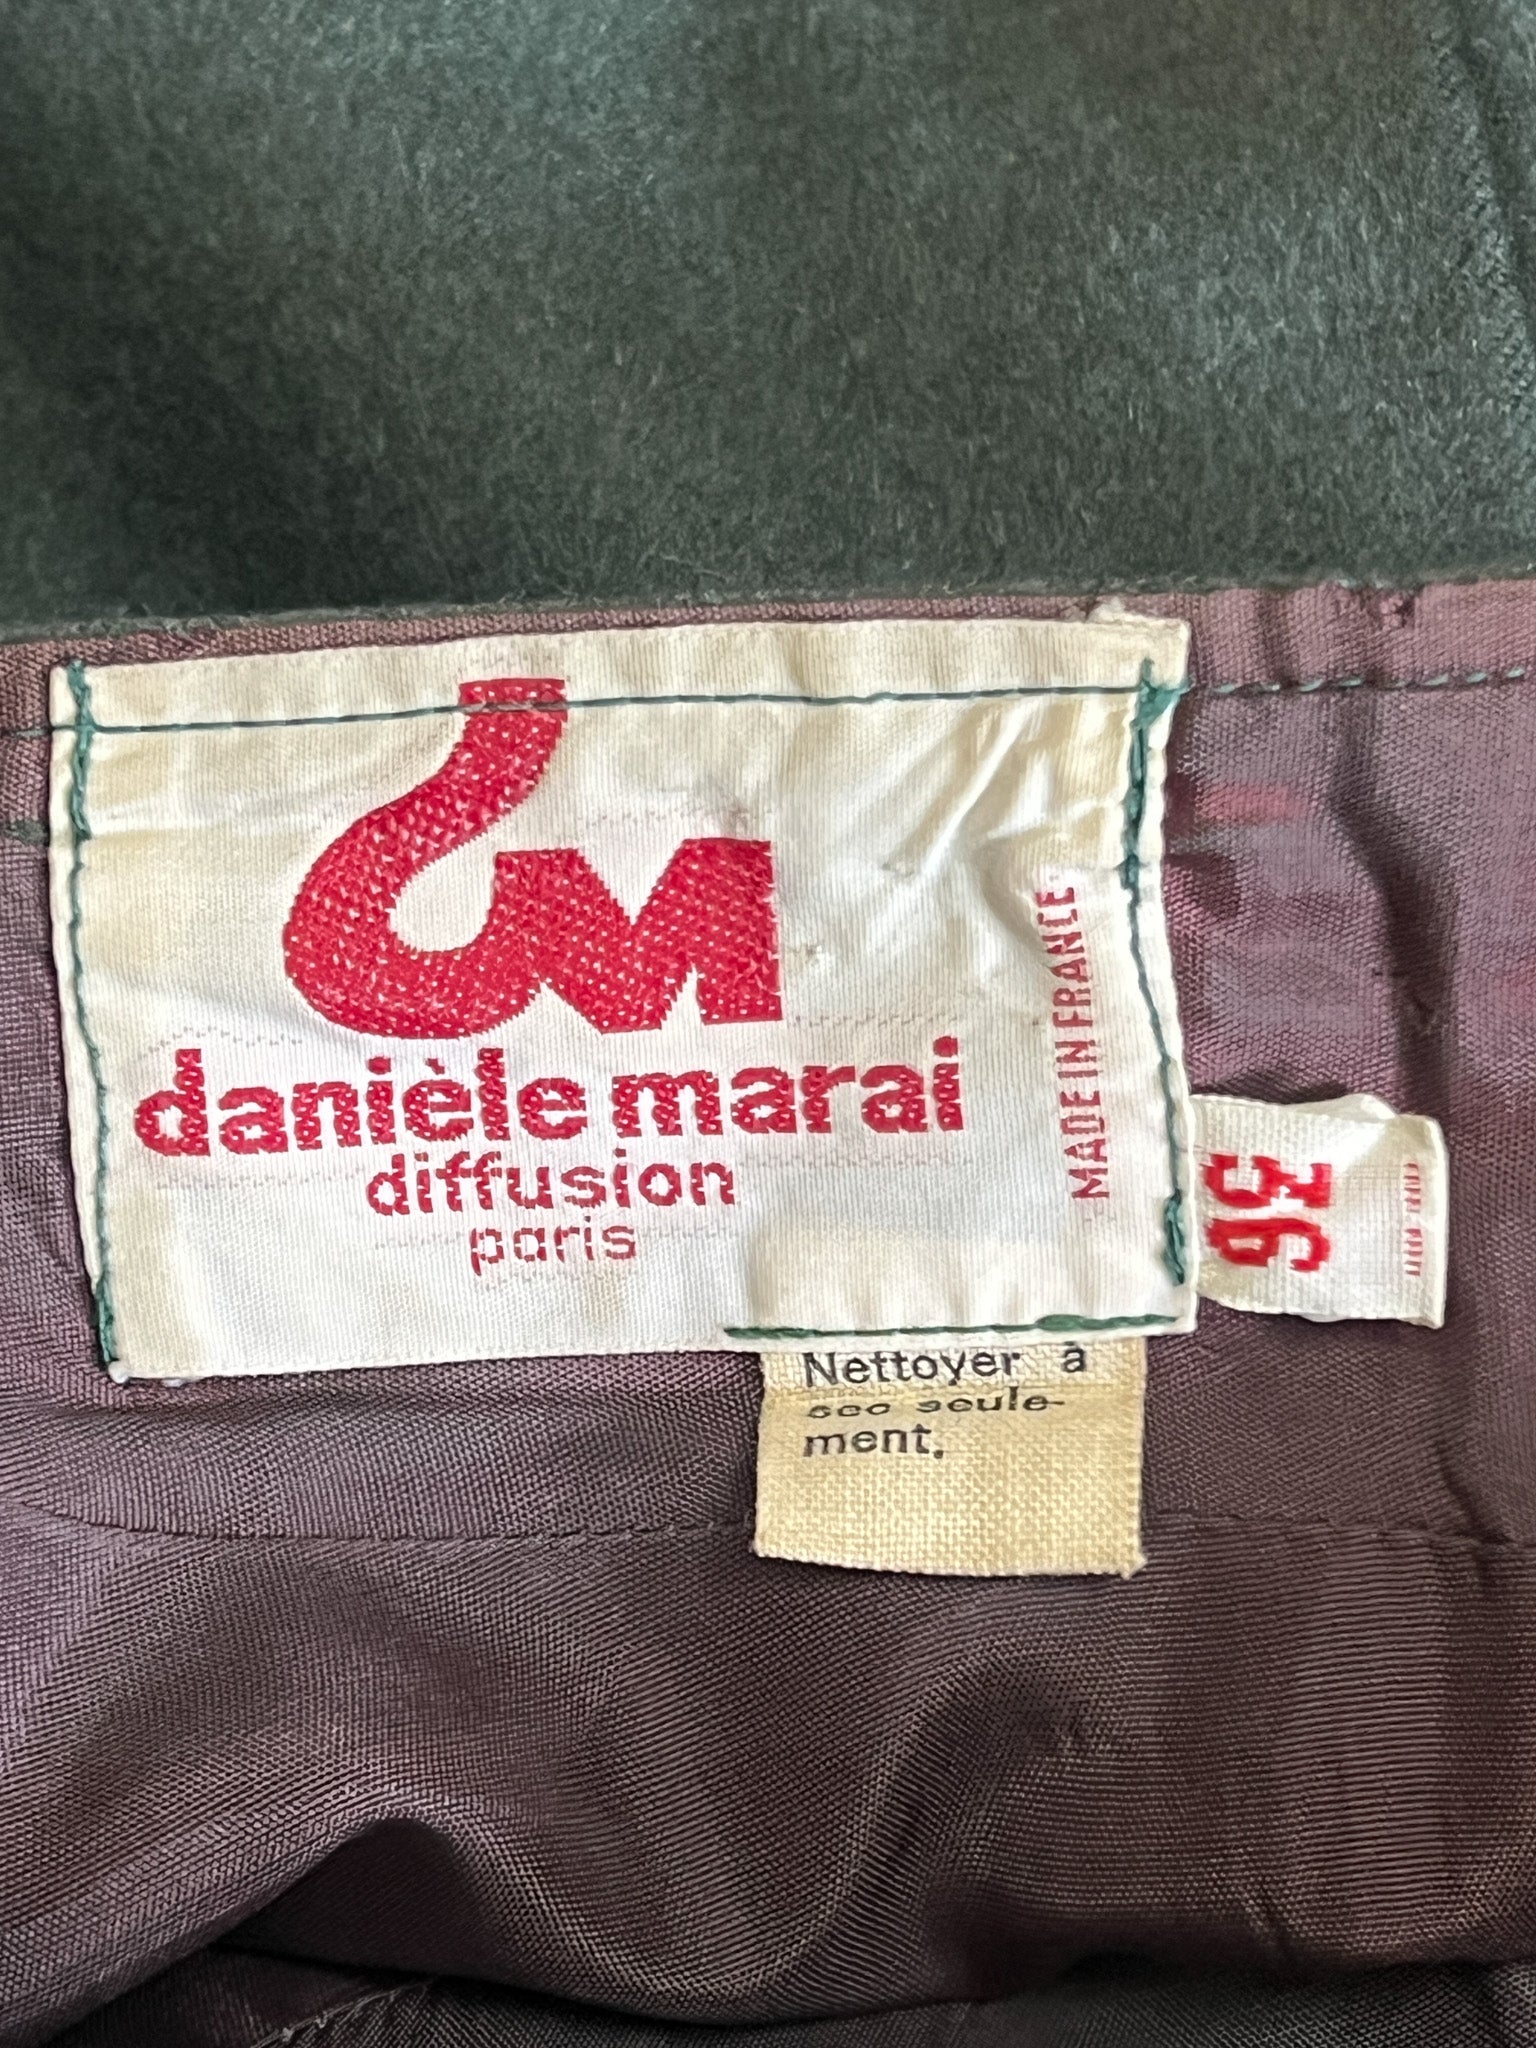 danièle marai
diffusion
paris
MADE IN FRANCE
36
Nettoyer à
sec seule-
ment.